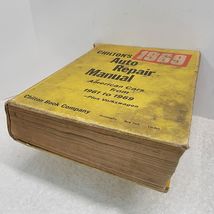 CHILTON'S 1969
Auto
Repair
Manual
American Cars
from
1961 to 1969
—Plus Volkswagen
Chilton Book Company